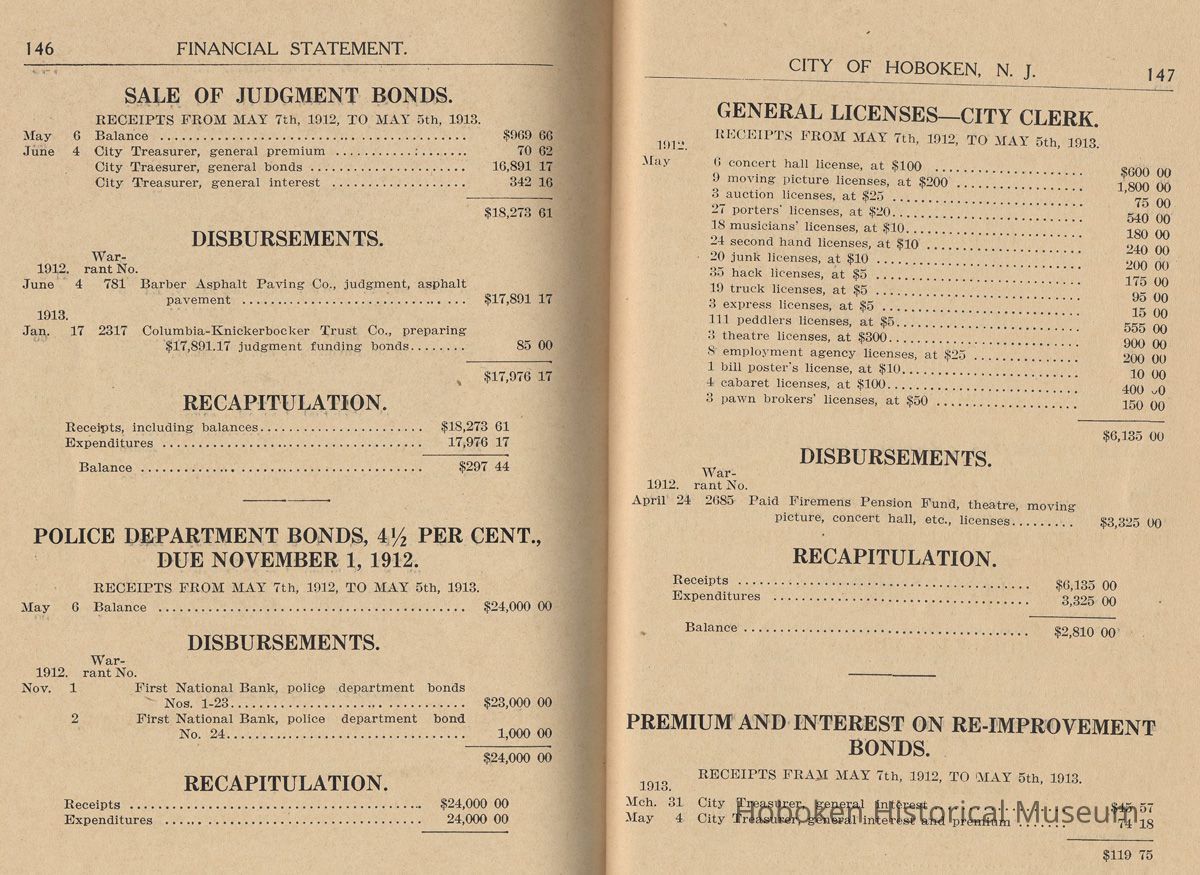 146 FINANCIAL STATEMENT.
SALE OF JUDGMENT BONDS.
RECEIPTS FROM MAY 7th, 1912, TO MAY 5th, 1913.
May 6 Balance $969 66
June 4 City Treasurer, general premium 70 62
City Traesurer, general bonds 16,891 17
City Treasurer, general interest 342 16
$18,273 61
DISBURSEMENTS.
War-
1912. rant No.
June 4 781 Barber Asphalt Paving Co., judgment, asphalt
pavement $17,891 17
1913.
Jan. 17 2317 Columbia-Knickerbocker Trust Co., preparing
$17,891.17 judgment funding bonds 85 00
$17,976 17
RECAPITULATION.
Receipts, including balances $18,273 61
Expenditures 17,976 17
Balance $297 44
POLICE DEPARTMENT BONDS, 4½ PER CENT.,
DUE NOVEMBER 1, 1912.
RECEIPTS FROM MAY 7th, 1912, TO MAY 5th, 1913.
May 6 Balance $24,000 00
DISBURSEMENTS.
War-
1912. rant No.
Nov. 1 First National Bank, police department bonds
Nos. 1-23 $23,000 00
2 First National Bank, police department bond
No. 24 1,000 00
$24,000 00
RECAPITULATION.
Receipts $24,000 00
Expenditures 24,000 00
CITY OF HOBOKEN, N. J. 147
GENERAL LICENSES—CITY CLERK.
RECEIPTS FROM MAY 7th, 1912, TO MAY 5th, 1913.
1912.
May 6 concert hall license, at $100 $600 00
9 moving picture licenses, at $200 1,800 00
3 auction licenses, at $25 75 00
27 porters' licenses, at $20 540 00
18 musicians' licenses, at $10 180 00
24 second hand licenses, at $10 240 00
20 junk licenses, at $10 200 00
35 hack licenses, at $5 175 00
19 truck licenses, at $5 95 00
3 express licenses, at $5 15 00
111 peddlers licenses, at $5 555 00
3 theatre licenses, at $300 900 00
8 employment agency licenses, at $25 200 00
1 bill poster's license, at $10 10 00
4 cabaret licenses, at $100 400 00
3 pawn brokers' licenses, at $50 150 00
$6,135 00
DISBURSEMENTS.
War-
1912. rant No.
April 24 2685 Paid Firemens Pension Fund, theatre, moving
picture, concert hall, etc., licenses $3,325 00
RECAPITULATION.
Receipts $6,135 00
Expenditures 3,325 00
Balance $2,810 00
PREMIUM AND INTEREST ON RE-IMPROVEMENT
BONDS.
RECEIPTS FRAM MAY 7th, 1912, TO MAY 5th, 1913.
1913.
Mch. 31 City Treasurer, general interest $45 57
May 4 City Treasurer, general interest and premium 74 18
$119 75
Hoboken Historical Museum